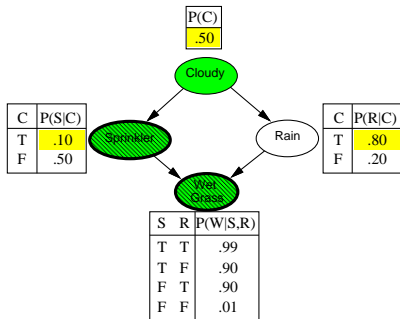 P(C)
.50
Cloudy
C P(S|C)
T .10
F .50
Sprinkler
Rain
C P(R|C)
T .80
F .20
Wet
Grass
S R P(W|S,R)
T T .99
T F .90
F T .90
F F .01